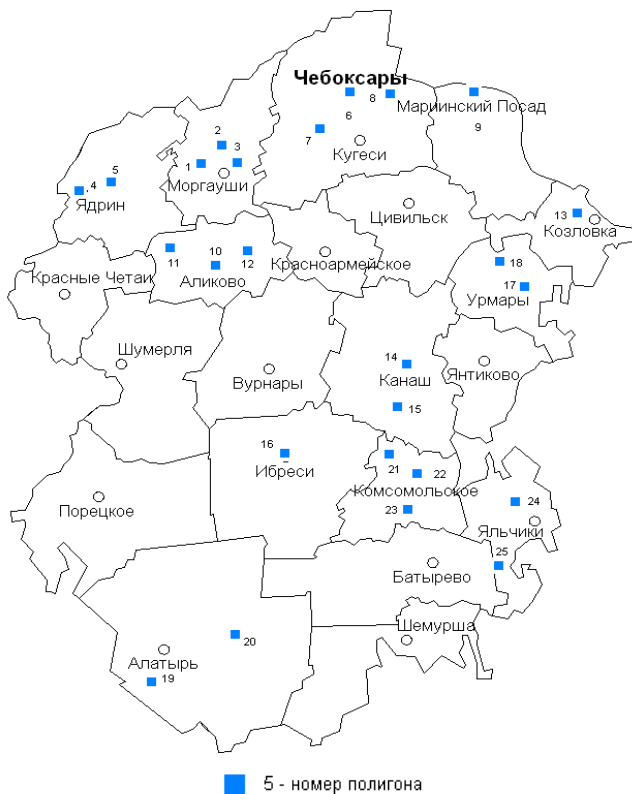 Чебоксары
8
Мариинский Посад
6
9
7
Кугеси
2
1
3
Моргауши
5
4
Ядрин
Цивильск
13
Козловка
10
11
12
Аликово
Красноармейское
Красные Четаи
18
17
Урмары
Шумерля
Вурнары
14
Канаш
15
Янтиково
16
Ибреси
21
22
Комсомольское
23
24
Яльчики
Порецкое
25
Батырево
Шемурша
20
Алатырь
19
5 - номер полигона